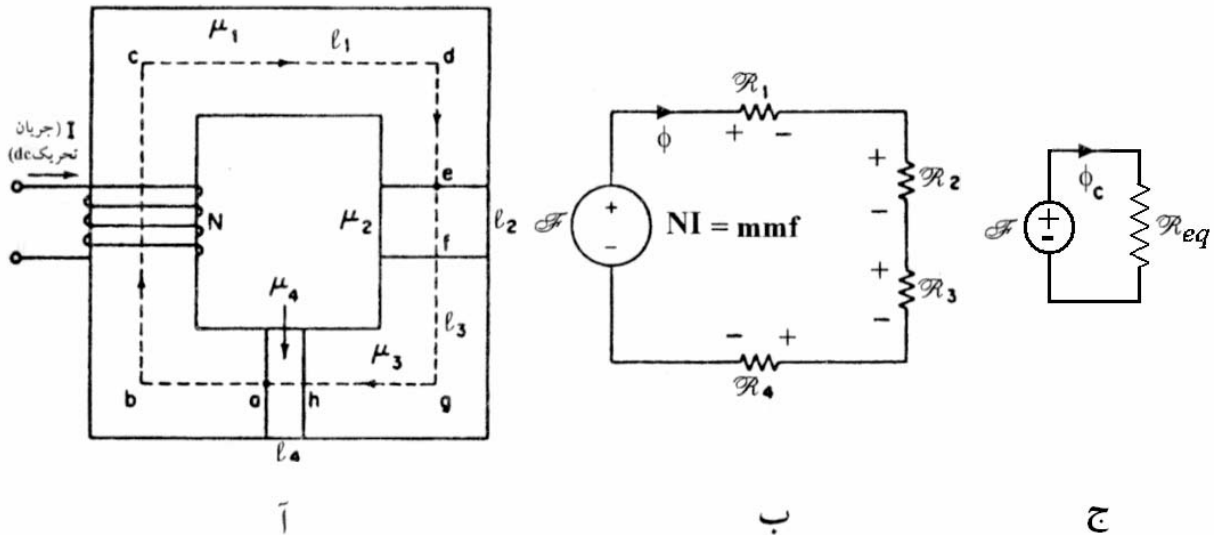 μ1
ℓ1
c
d
I (جریان
تحریک dc)
e
N
μ2
ℓ2
f
μ4
ℓ3
μ3
b
a
h
g
ℓ4
آ
ℛ1
ϕ
+ -
+
ℛ2
-
ℱ
+
-
NI = mmf
+
ℛ3
-
- +
ℛ4
ب
ϕc
ℱ
+
-
ℛeq
ج